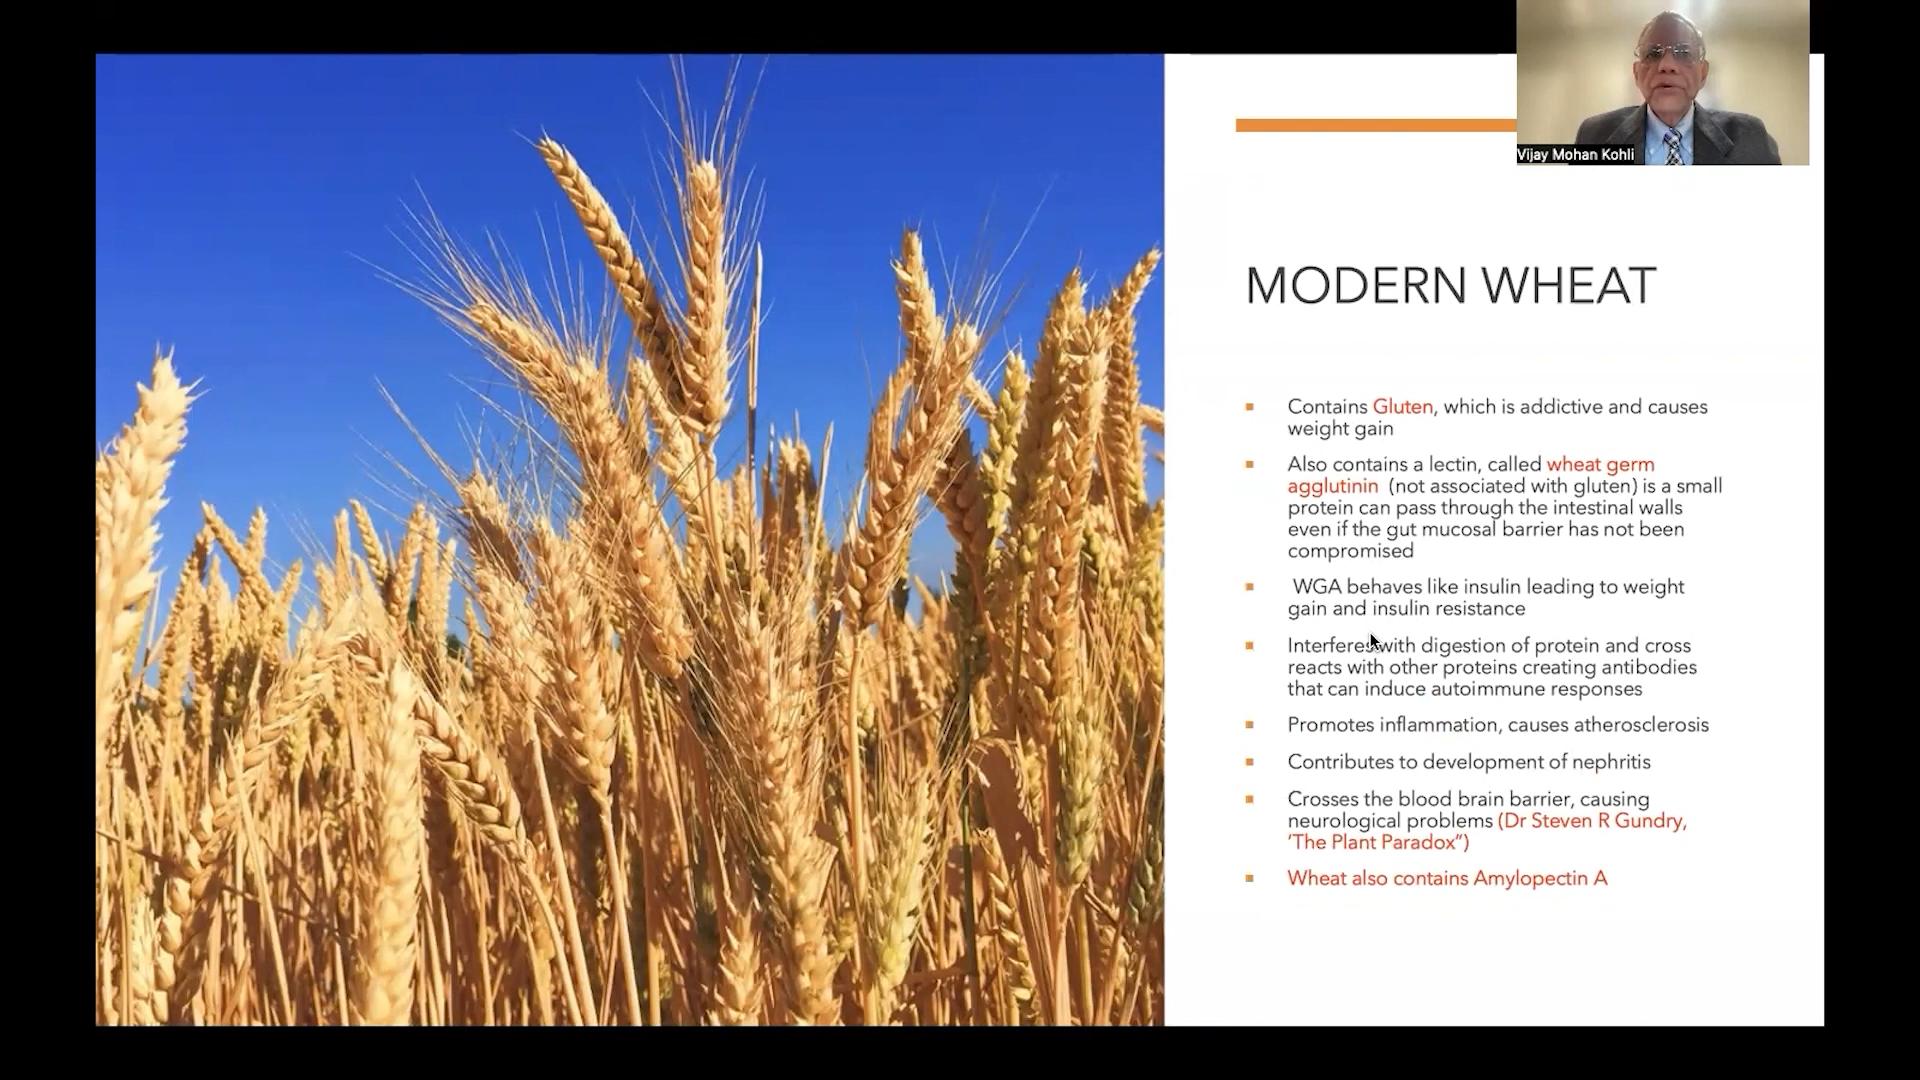 Vijay Mohan Kohli
MODERN WHEAT
Contains Gluten, which is addictive and causes
weight gain
Also contains a lectin, called wheat germ
agglutinin (not associated with gluten) is a small
protein can pass through the intestinal walls
even if the gut mucosal barrier has not been
compromised
WGA behaves like insulin leading to weight
gain and insulin resistance
Interferes with digestion of protein and cross
reacts with other proteins creating antibodies
that can induce autoimmune responses
Promotes inflammation, causes atherosclerosis
Contributes to development of nephritis
Crosses the blood brain barrier, causing
neurological problems (Dr Steven R Gundry,
'The Plant Paradox")
Wheat also contains Amylopectin A